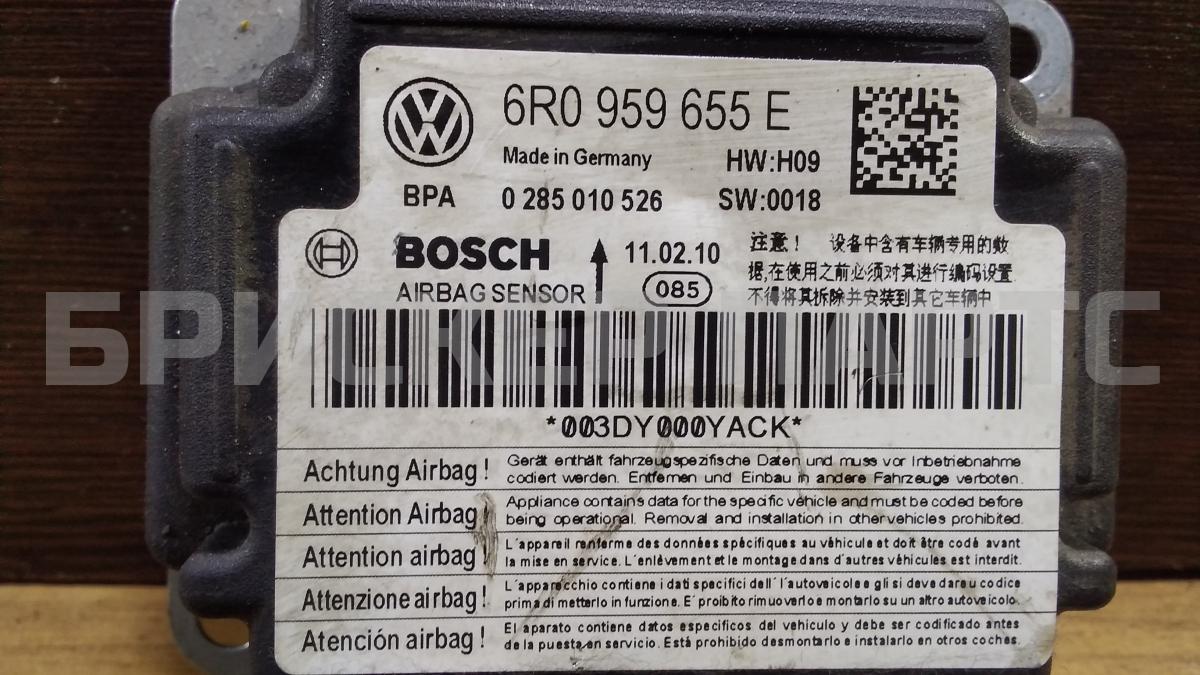 6R0 959 655 E
Made in Germany HW:H09
BPA 0 285 010 526 SW:0018
BOSCH 11.02.10
AIRBAG SENSOR 085
注意! 设备中含有车辆专用的数
据,在使用之前必须对其进行编码设置
不得将其拆除并安装到其它车辆中
БРИСКЕР ПАРТС
*003DY000YACK*
Achtung Airbag! Gerät enthält fahrzeugspezifische Daten und muss vor Inbetriebnahme
codiert werden. Entfernen und Einbau in andere Fahrzeuge verboten.
Attention Airbag! Appliance contains data for the specific vehicle and must be coded before
being operational. Removal and installation in other vehicles prohibited.
Attention airbag! L'appareil renferme des données spécifiques au véhicule et doit être codé avant
la mise en service. L'enlèvement et le montage dans d'autres véhicules est interdit.
Attenzione airbag! L'apparecchio contiene i dati specifici dell' l'autoveicolo e gli si deve dare u codice
prima di metterlo in funzione. E' proibito rimuoverlo e montarlo su un altro autoveicolo.
Atención airbag! El aparato contiene datos especificos del vehículo y debe ser codificado antes
de la puesta en servicio. Está prohibido desmontarlo e instalarlo en otros coches.